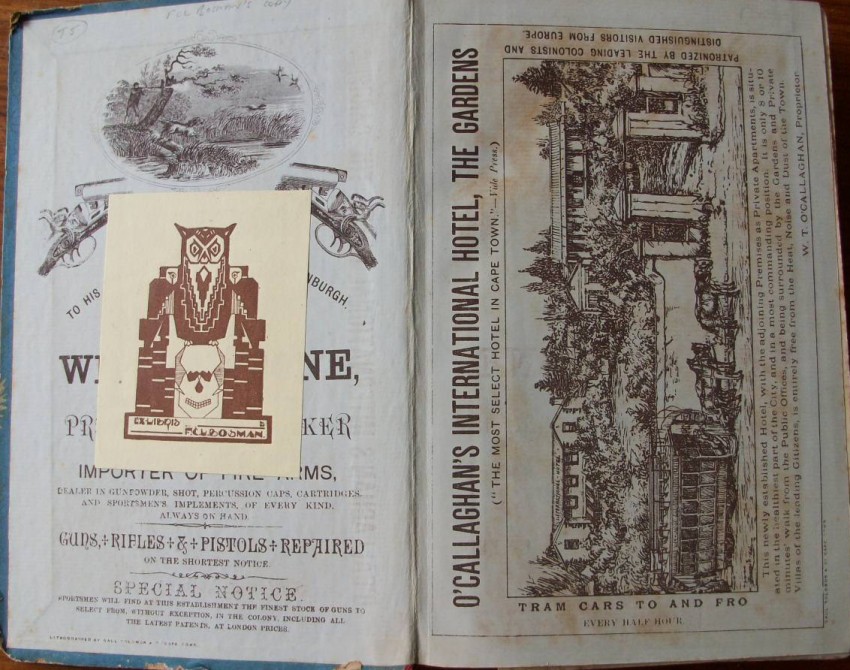 TO HIS
NBURGH.
EX LIBRIS
F.C.L. BOSMAN.
NE,
PR
KER
IMPORTER OF FIRE ARMS,
DEALER IN GUNPOWDER, SHOT, PERCUSSION CAPS, CARTRIDGES,
AND SPORTSMEN'S IMPLEMENTS, OF EVERY KIND,
ALWAYS ON HAND.
GUNS, RIFLES & PISTOLS REPAIRED
ON THE SHORTEST NOTICE.
SPECIAL NOTICE.
SPORTSMEN WILL FIND AT THIS ESTABLISHMENT THE FINEST STOCK OF GUNS TO
SELECT FROM, WITHOUT EXCEPTION, IN THE COLONY, INCLUDING ALL
THE LATEST PATENTS, AT LONDON PRICES.
O'CALLAGHAN'S INTERNATIONAL HOTEL, THE GARDENS
("THE MOST SELECT HOTEL IN CAPE TOWN."—Vide Press.)
PATRONIZED BY THE LEADING COLONISTS AND
DISTINGUISHED VISITORS FROM EUROPE
INTERNATIONAL HOTEL
TRAM CARS TO AND FRO
EVERY HALF HOUR.
This newly established Hotel, with the adjoining Premises as Private Apartments, is situ-
ated in the healthiest part of the City, and in a most commanding position. It is only 8 or 10
minutes' walk from the Public Offices, and being surrounded by the Gardens and Private
Villas of the leading Citizens, is entirely free from the Heat, Noise and Dust of the Town.
W. T. O'CALLAGHAN, Proprietor.